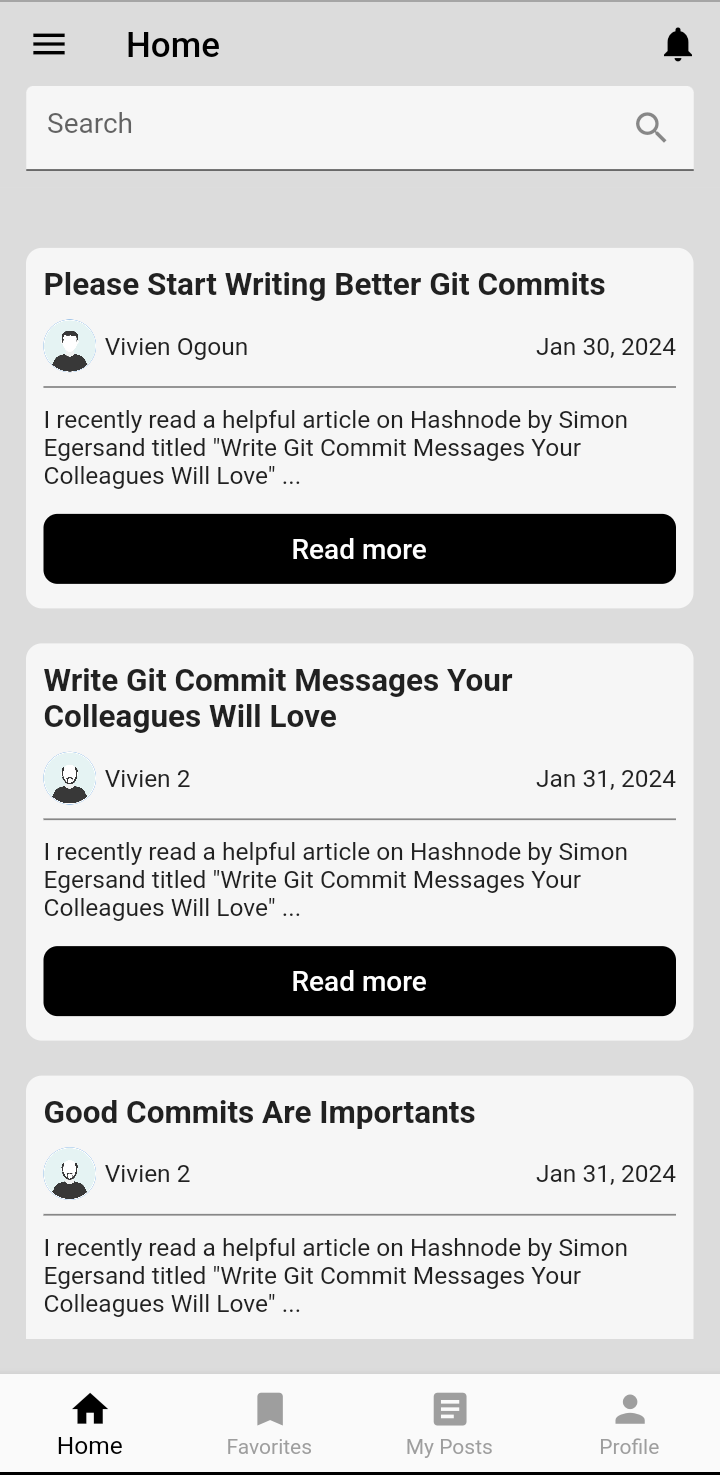 Home
Search
Please Start Writing Better Git Commits
Vivien Ogoun
Jan 30, 2024
I recently read a helpful article on Hashnode by Simon
Egersand titled "Write Git Commit Messages Your
Colleagues Will Love" ...
Read more
Write Git Commit Messages Your
Colleagues Will Love
Vivien 2
Jan 31, 2024
I recently read a helpful article on Hashnode by Simon
Egersand titled "Write Git Commit Messages Your
Colleagues Will Love" ...
Read more
Good Commits Are Importants
Vivien 2
Jan 31, 2024
I recently read a helpful article on Hashnode by Simon
Egersand titled "Write Git Commit Messages Your
Colleagues Will Love" ...
Home
Favorites
My Posts
Profile